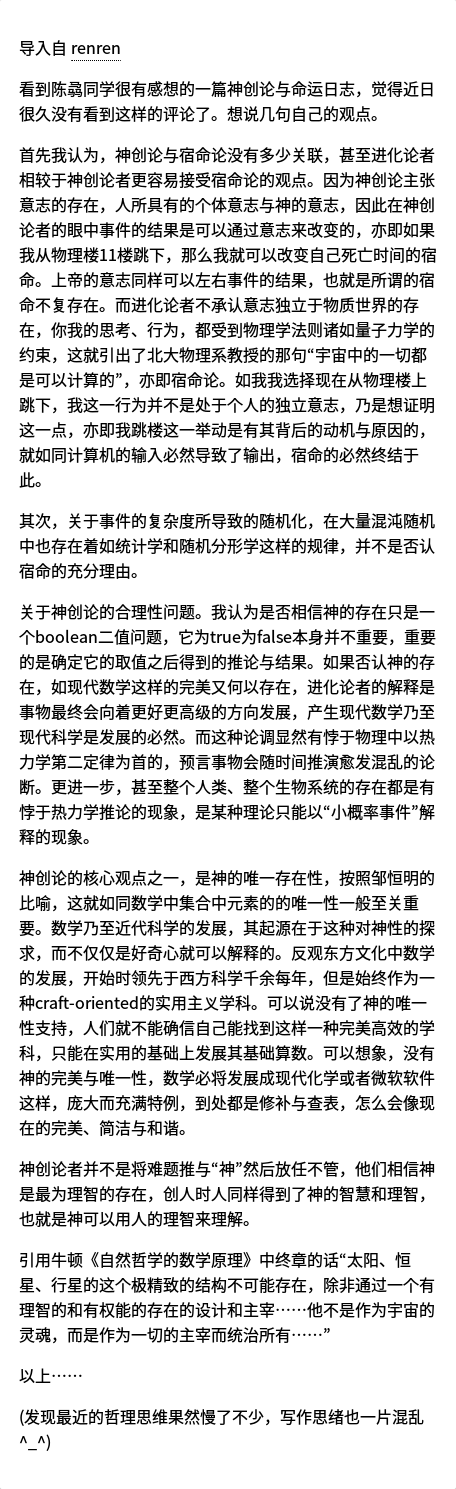 导入自 renren
看到陈骉同学很有感想的一篇神创论与命运日志，觉得近日
很久没有看到这样的评论了。想说几句自己的观点。
首先我认为，神创论与宿命论没有多少关联，甚至进化论者
相较于神创论者更容易接受宿命论的观点。因为神创论主张
意志的存在，人所具有的个体意志与神的意志，因此在神创
论者的眼中事件的结果是可以通过意志来改变的，亦即如果
我从物理楼11楼跳下，那么我就可以改变自己死亡时间的宿
命。上帝的意志同样可以左右事件的结果，也就是所谓的宿
命不复存在。而进化论者不承认意志独立于物质世界的存
在，你我的思考、行为，都受到物理学法则诸如量子力学的
约束，这就引出了北大物理系教授的那句“宇宙中的一切都
是可以计算的”，亦即宿命论。如我我选择现在从物理楼上
跳下，我这一行为并不是处于个人的独立意志，乃是想证明
这一点，亦即我跳楼这一举动是有其背后的动机与原因的，
就如同计算机的输入必然导致了输出，宿命的必然终结于
此。
其次，关于事件的复杂度所导致的随机化，在大量混沌随机
中也存在着如统计学和随机分形学这样的规律，并不是否认
宿命的充分理由。
关于神创论的合理性问题。我认为是否相信神的存在只是一
个boolean二值问题，它为true为false本身并不重要，重要
的是确定它的取值之后得到的推论与结果。如果否认神的存
在，如现代数学这样的完美又何以存在，进化论者的解释是
事物最终会向着更好更高级的方向发展，产生现代数学乃至
现代科学是发展的必然。而这种论调显然有悖于物理中以热
力学第二定律为首的，预言事物会随时间推演愈发混乱的论
断。更进一步，甚至整个人类、整个生物系统的存在都是有
悖于热力学推论的现象，是某种理论只能以“小概率事件”解
释的现象。
神创论的核心观点之一，是神的唯一存在性，按照邹恒明的
比喻，这就如同数学中集合中元素的的唯一性一般至关重
要。数学乃至近代科学的发展，其起源在于这种对神性的探
求，而不仅仅是好奇心就可以解释的。反观东方文化中数学
的发展，开始时领先于西方科学千余每年，但是始终作为一
种craft-oriented的实用主义学科。可以说没有了神的唯一
性支持，人们就不能确信自己能找到这样一种完美高效的学
科，只能在实用的基础上发展其基础算数。可以想象，没有
神的完美与唯一性，数学必将发展成现代化学或者微软软件
这样，庞大而充满特例，到处都是修补与查表，怎么会像现
在的完美、简洁与和谐。
神创论者并不是将难题推与“神”然后放任不管，他们相信神
是最为理智的存在，创人时人同样得到了神的智慧和理智，
也就是神可以用人的理智来理解。
引用牛顿《自然哲学的数学原理》中终章的话“太阳、恒
星、行星的这个极精致的结构不可能存在，除非通过一个有
理智的和有权能的存在的设计和主宰……他不是作为宇宙的
灵魂，而是作为一切的主宰而统治所有……”
以上……
(发现最近的哲理思维果然慢了不少，写作思绪也一片混乱
^_^)